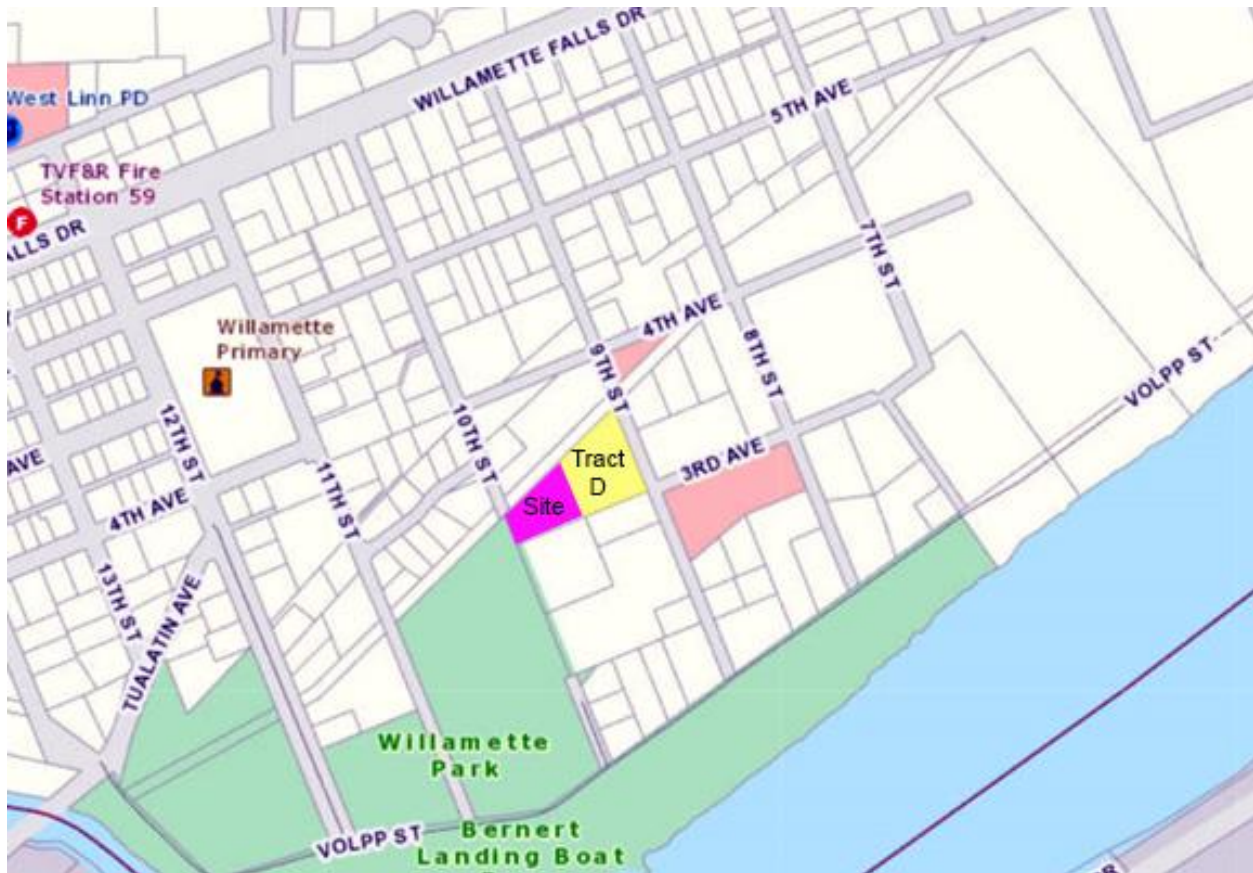 WILLAMETTE FALLS DR
West Linn PD
5TH AVE
TVF&R Fire
Station 59
F
ALLS DR
7TH ST
4TH AVE
Willamette
Primary
8TH ST
9TH ST
VOLPP ST
12TH ST
10TH ST
AVE
Tract
D
3RD AVE
Site
11TH ST
4TH AVE
13TH ST
TUALATIN AVE
Willamette
Park
VOLPP ST
Bernert
Landing Boat